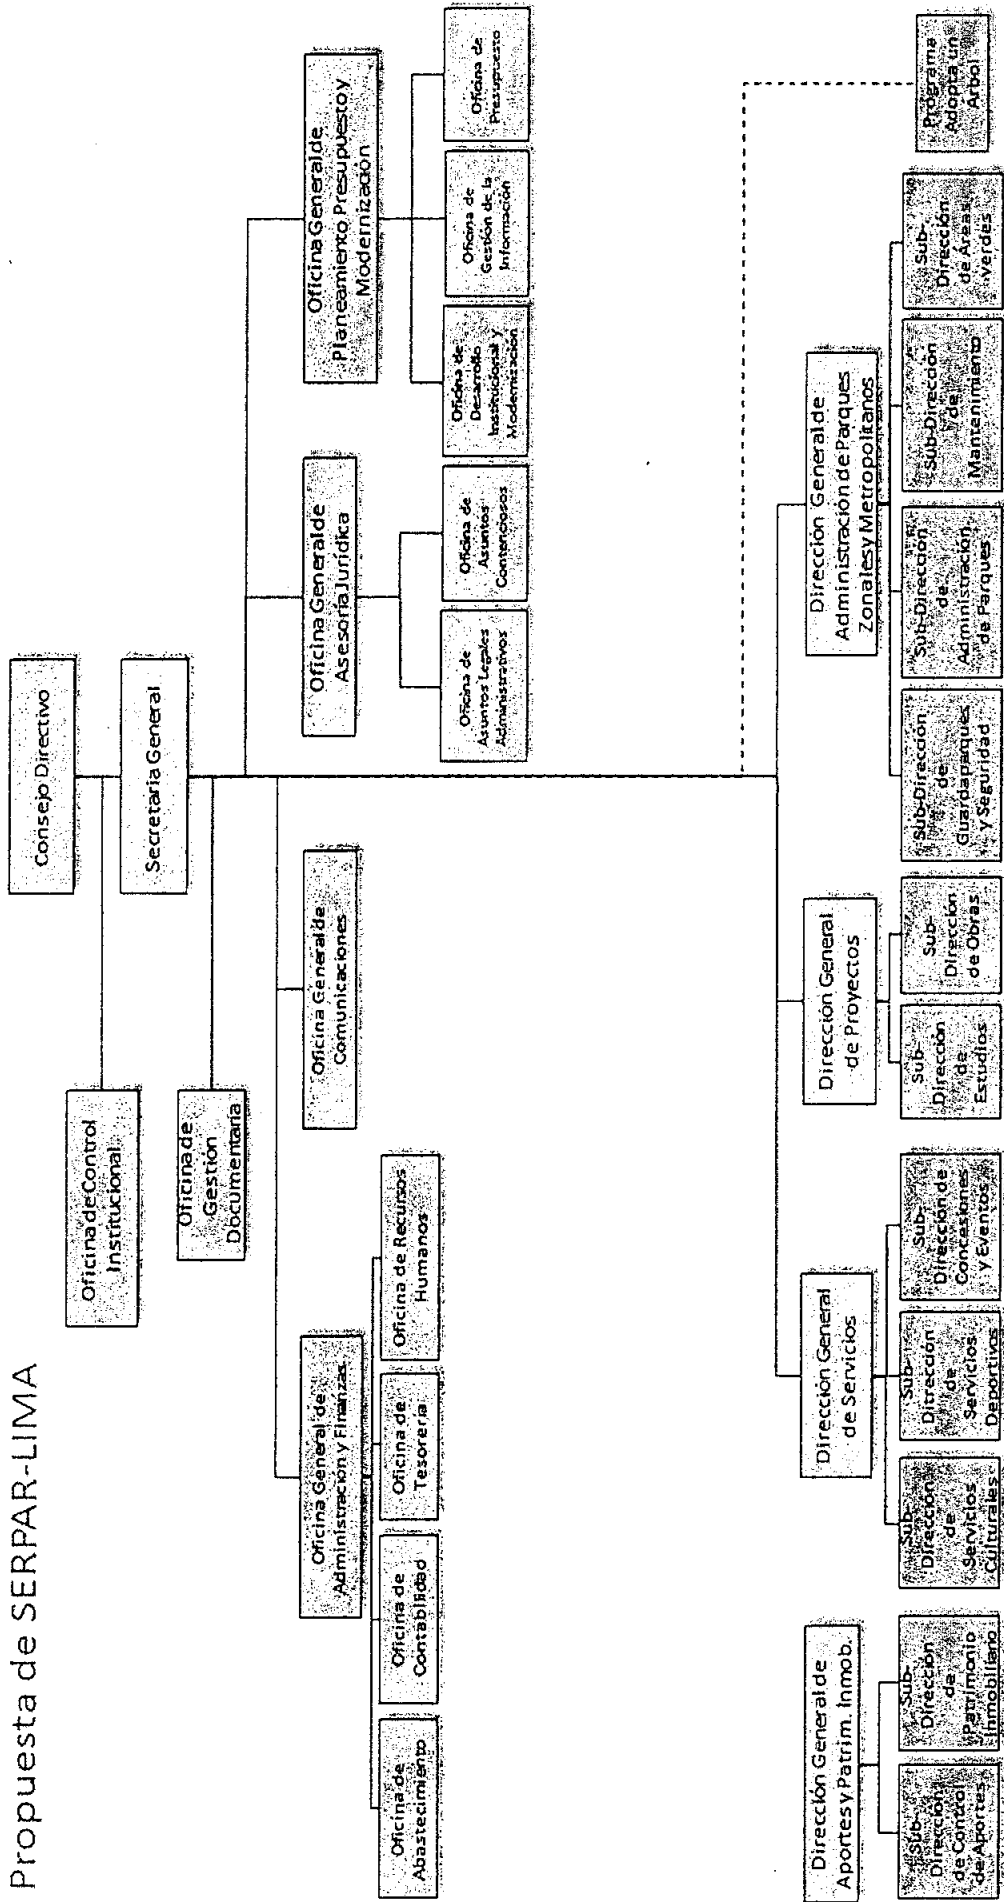 Propuesta de SERPAR-LIMA
Consejo Directivo
Oficina de Control
Institucional
Secretaria General
Oficina de
Gestión
Documentaria
Oficina General de
Administración y Finanzas
Oficina General de
Comunicaciones
Oficina General de
Asesoría Jurídica
Oficina General de
Planeamiento, Presupuesto y
Modernización
Oficina de
Abastecimiento
Oficina de
Contabilidad
Oficina de
Tesorería
Oficina de Recursos
Humanos
Oficina de
Asuntos Legales
Administrativos
Oficina de
Asuntos
Contenciosos
Oficina de
Desarrollo
Institucional y
Modernización
Oficina de
Gestión de la
Información
Oficina de
Presupuesto
Dirección General de
Aportes y Patrim. Inmob.
Dirección General
de Servicios
Dirección General
de Proyectos
Dirección General de
Administración de Parques
Zonales y Metropolitanos
Sub-
Dirección
de Control
de Aportes
Sub-
Dirección
de
Patrimonio
Inmobiliario
Sub-
Dirección
de
Servicios
Culturales
Sub-
Ditrección
de
Servicios
Deportivos
Sub-
Dirección de
Concesiones
y Eventos
Sub-
Dirección
de
Estudios
Sub-
Dirección
de Obras
Sub-Dirección
de
Guardaparques
y Seguridad
Sub-Dirección
de
Administración
de Parques
Sub-Dirección
de
Mantenimiento
Sub-
Dirección
de Áreas
Verdes
Programa
Adopta un
Arbol